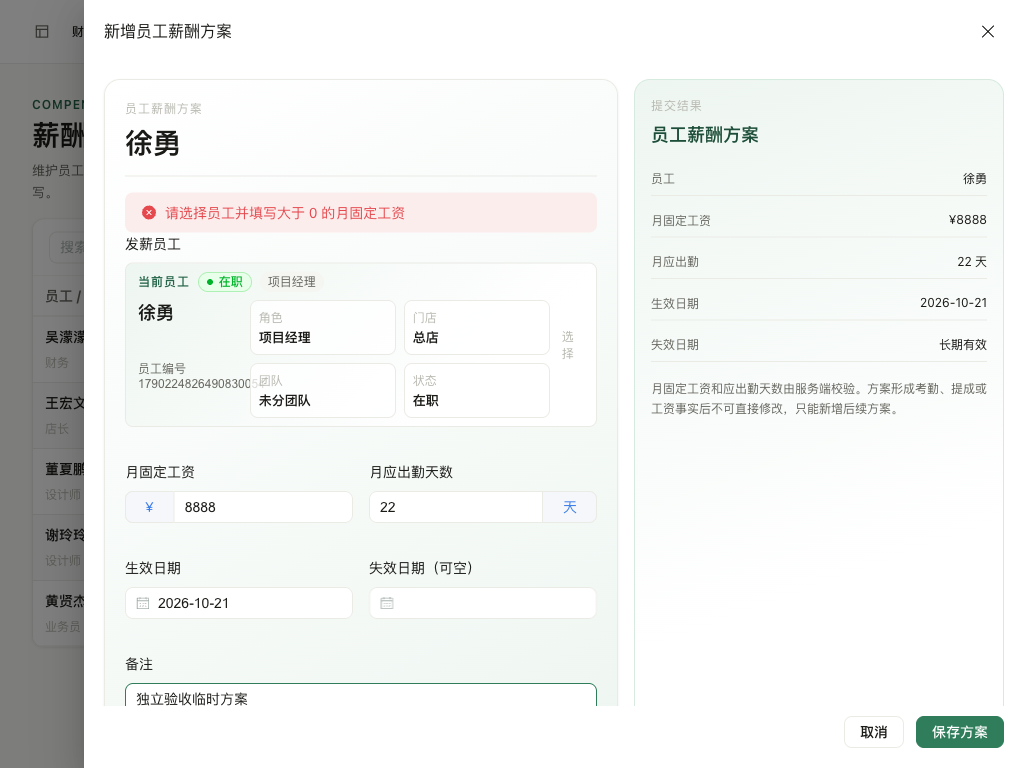 财
COMPEN
薪酬
维护员工
写。
搜索
员工 /
吴濛濛
财务
王宏文
店长
董夏鹏
设计师
谢玲玲
设计师
黄贤杰
业务员
新增员工薪酬方案
员工薪酬方案
徐勇
请选择员工并填写大于 0 的月固定工资
发薪员工
当前员工
在职
项目经理
徐勇
员工编号
17902248264908300
角色
项目经理
门店
总店
团队
未分团队
状态
在职
选
择
月固定工资
¥
8888
月应出勤天数
22
天
生效日期
2026-10-21
失效日期（可空）
备注
独立验收临时方案
提交结果
员工薪酬方案
员工
徐勇
月固定工资
¥8888
月应出勤
22 天
生效日期
2026-10-21
失效日期
长期有效
月固定工资和应出勤天数由服务端校验。方案形成考勤、提成或
工资事实后不可直接修改，只能新增后续方案。
取消
保存方案